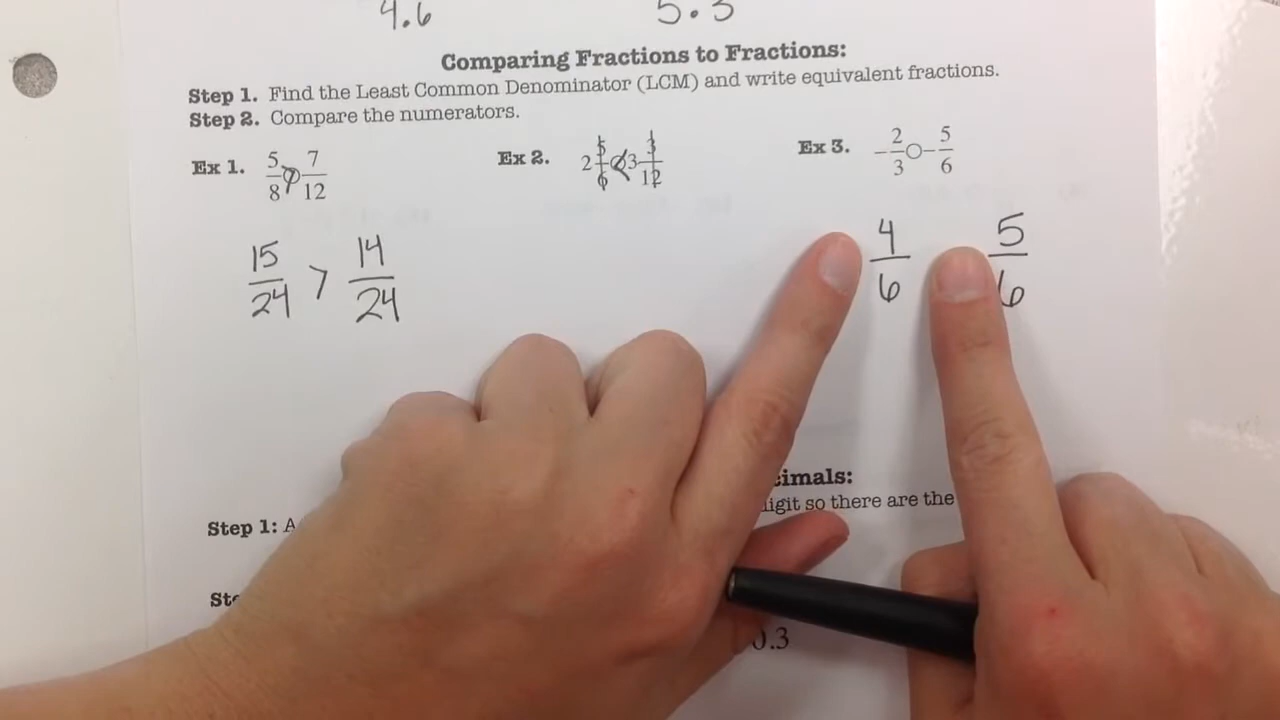 4.6 5.3
Comparing Fractions to Fractions:
Step 1. Find the Least Common Denominator (LCM) and write equivalent fractions.
Step 2. Compare the numerators.
Ex 1. 5/8 > 7/12 Ex 2. 2 5/6 < 3 1/12 Ex 3. -2/3 ○ -5/6
15/24 > 14/24 4/6 5/6
cimals:
digit so there are the
Step 1: A
Ste
0.3